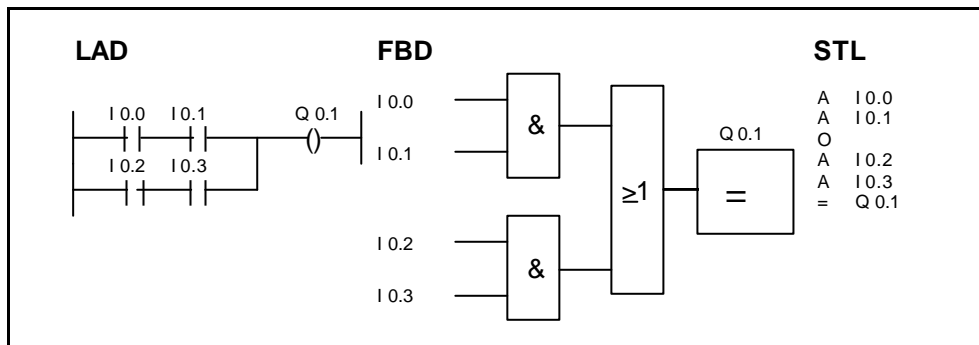 LAD
I 0.0 I 0.1 Q 0.1
()
I 0.2 I 0.3
FBD
I 0.0
&
I 0.1
≥1
Q 0.1
=
I 0.2
&
I 0.3
STL
A I 0.0
A I 0.1
O
A I 0.2
A I 0.3
= Q 0.1